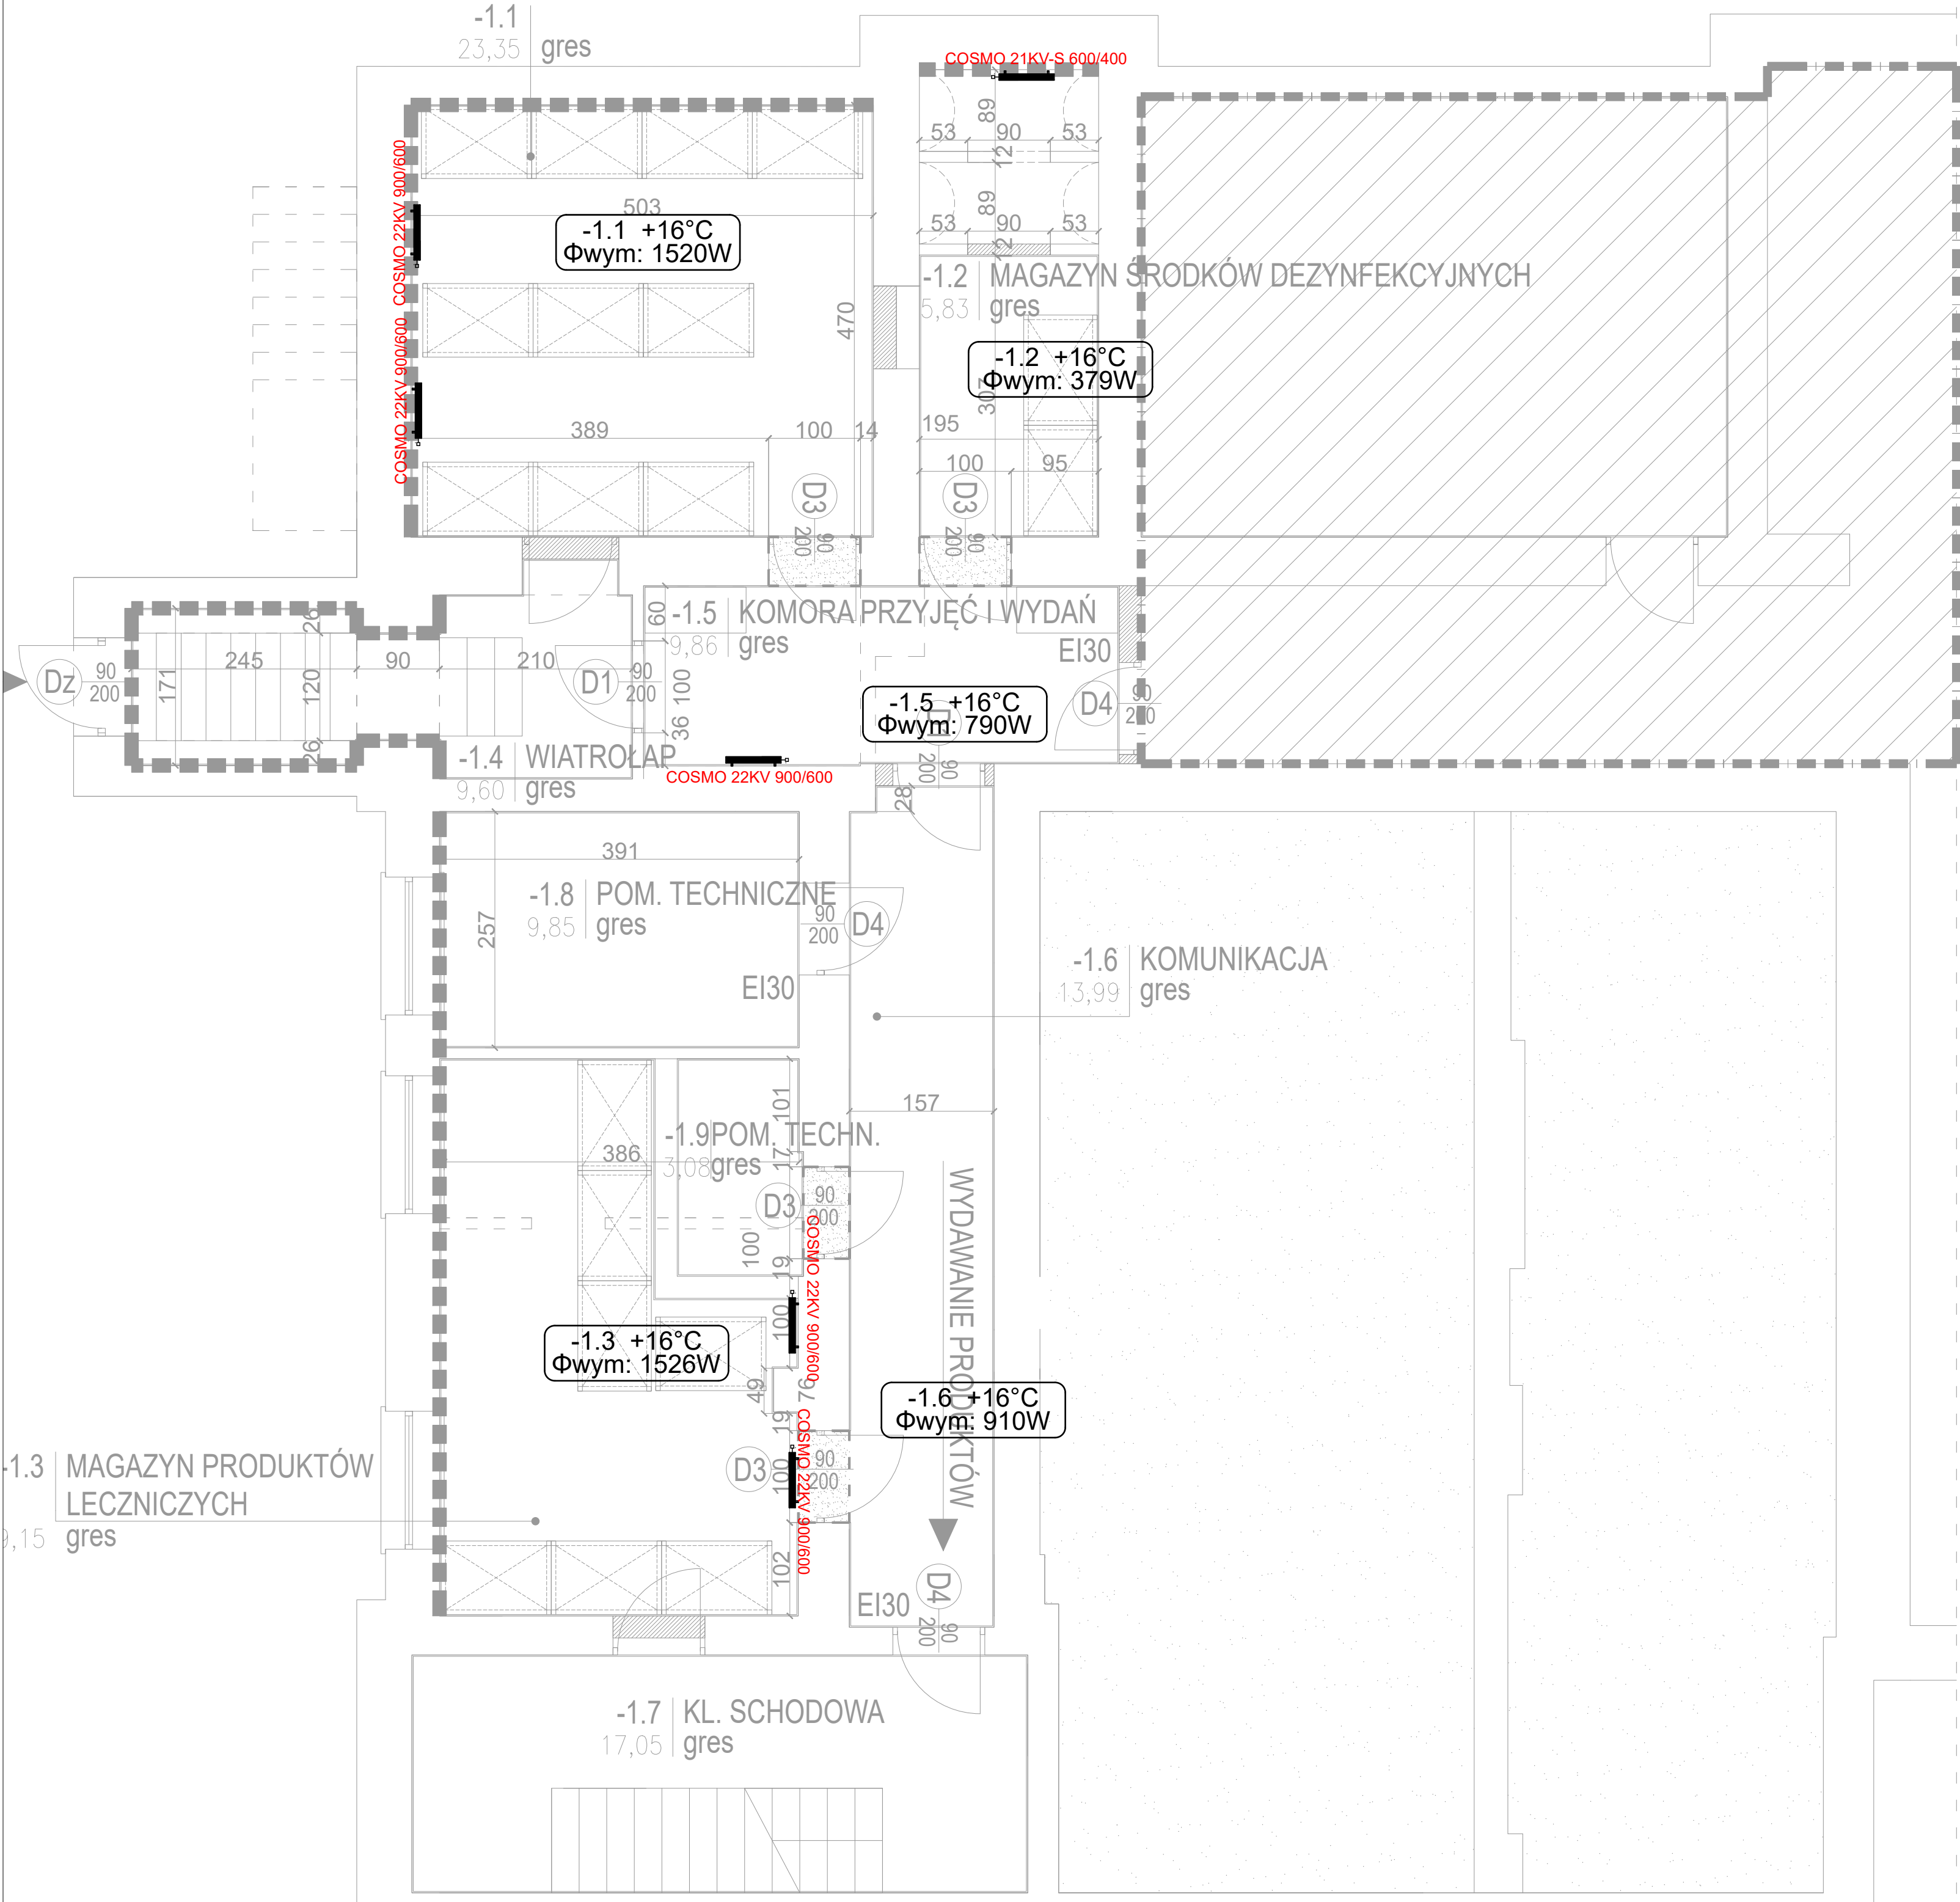 -1.1
23,35 gres
COSMO 21KV-S 600/400
89
53 90 53
12
89
53 90 53
12
COSMO 22KV 900/600
503
-1.1 +16°C
Φwym: 1520W
470
-1.2 MAGAZYN ŚRODKÓW DEZYNFEKCYJNYCH
5,83 gres
-1.2 +16°C
Φwym: 379W
307
COSMO 22KV 900/600
389 100 14
195
100 95
D3
90
200
D3
90
200
26
60
-1.5 KOMORA PRZYJĘĆ I WYDAŃ
9,86 gres
EI30
Dz
90
200
171
245
120
90
210
D1
90
200
100
36
26
-1.5 +16°C
Φwym: 790W
D4
90
200
-1.4 WIATROŁAP
9,60 gres
COSMO 22KV 900/600
90
200
28
391
-1.8 POM. TECHNICZNE
9,85 gres
257
90
200
D4
EI30
-1.6 KOMUNIKACJA
13,99 gres
101
157
-1.9 POM. TECHN.
3,08 gres
386
17
D3
90
200
100
19
COSMO 22KV 900/600
100
WYDAWANIE PRODUKTÓW
-1.3 +16°C
Φwym: 1526W
49
76
-1.6 +16°C
Φwym: 910W
19
COSMO 22KV 900/600
D3
100
90
200
-1.3 MAGAZYN PRODUKTÓW
LECZNICZYCH
9,15 gres
102
EI30
D4
90
200
-1.7 KL. SCHODOWA
17,05 gres